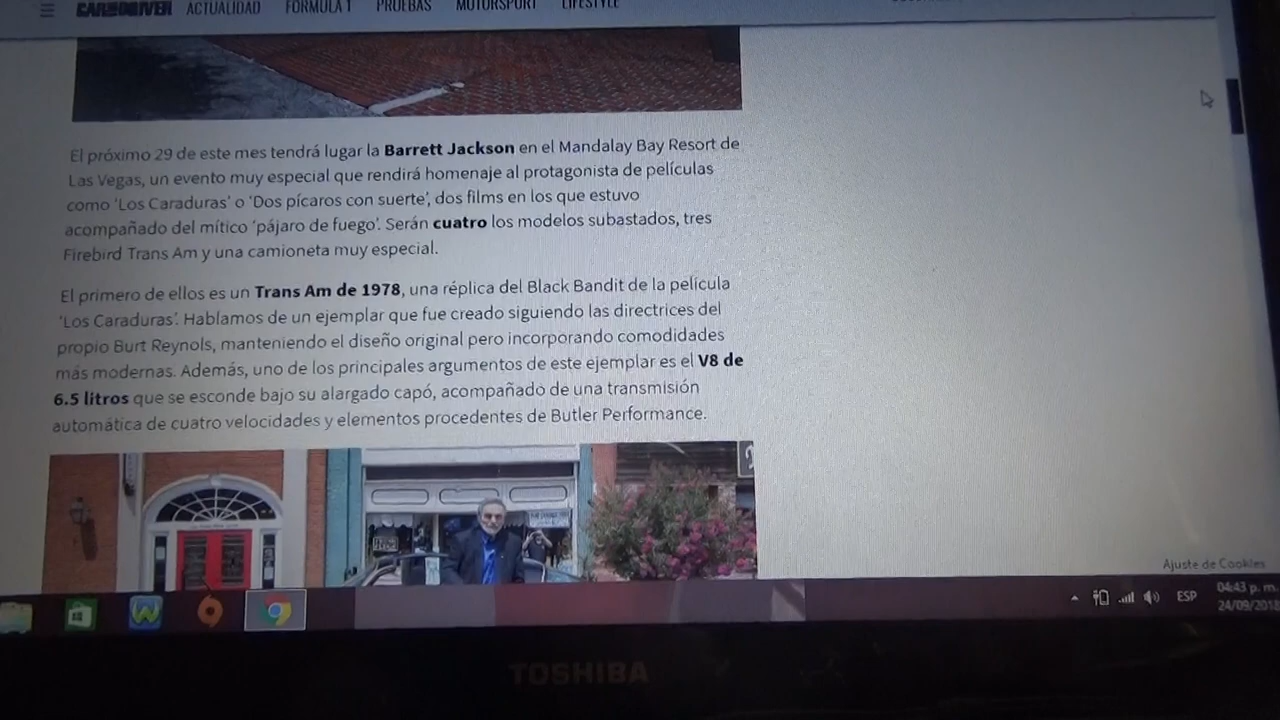 CAR AND DRIVER ACTUALIDAD FÓRMULA 1 PRUEBAS MOTORSPORT LIFESTYLE
El próximo 29 de este mes tendrá lugar la Barrett Jackson en el Mandalay Bay Resort de
Las Vegas, un evento muy especial que rendirá homenaje al protagonista de películas
como 'Los Caraduras' o 'Dos pícaros con suerte', dos films en los que estuvo
acompañado del mítico 'pájaro de fuego'. Serán cuatro los modelos subastados, tres
Firebird Trans Am y una camioneta muy especial.
El primero de ellos es un Trans Am de 1978, una réplica del Black Bandit de la película
'Los Caraduras'. Hablamos de un ejemplar que fue creado siguiendo las directrices del
propio Burt Reynols, manteniendo el diseño original pero incorporando comodidades
más modernas. Además, uno de los principales argumentos de este ejemplar es el V8 de
6.5 litros que se esconde bajo su alargado capó, acompañado de una transmisión
automática de cuatro velocidades y elementos procedentes de Butler Performance.
Ajuste de Cookies
ESP
04:43 p. m.
24/09/2018
TOSHIBA